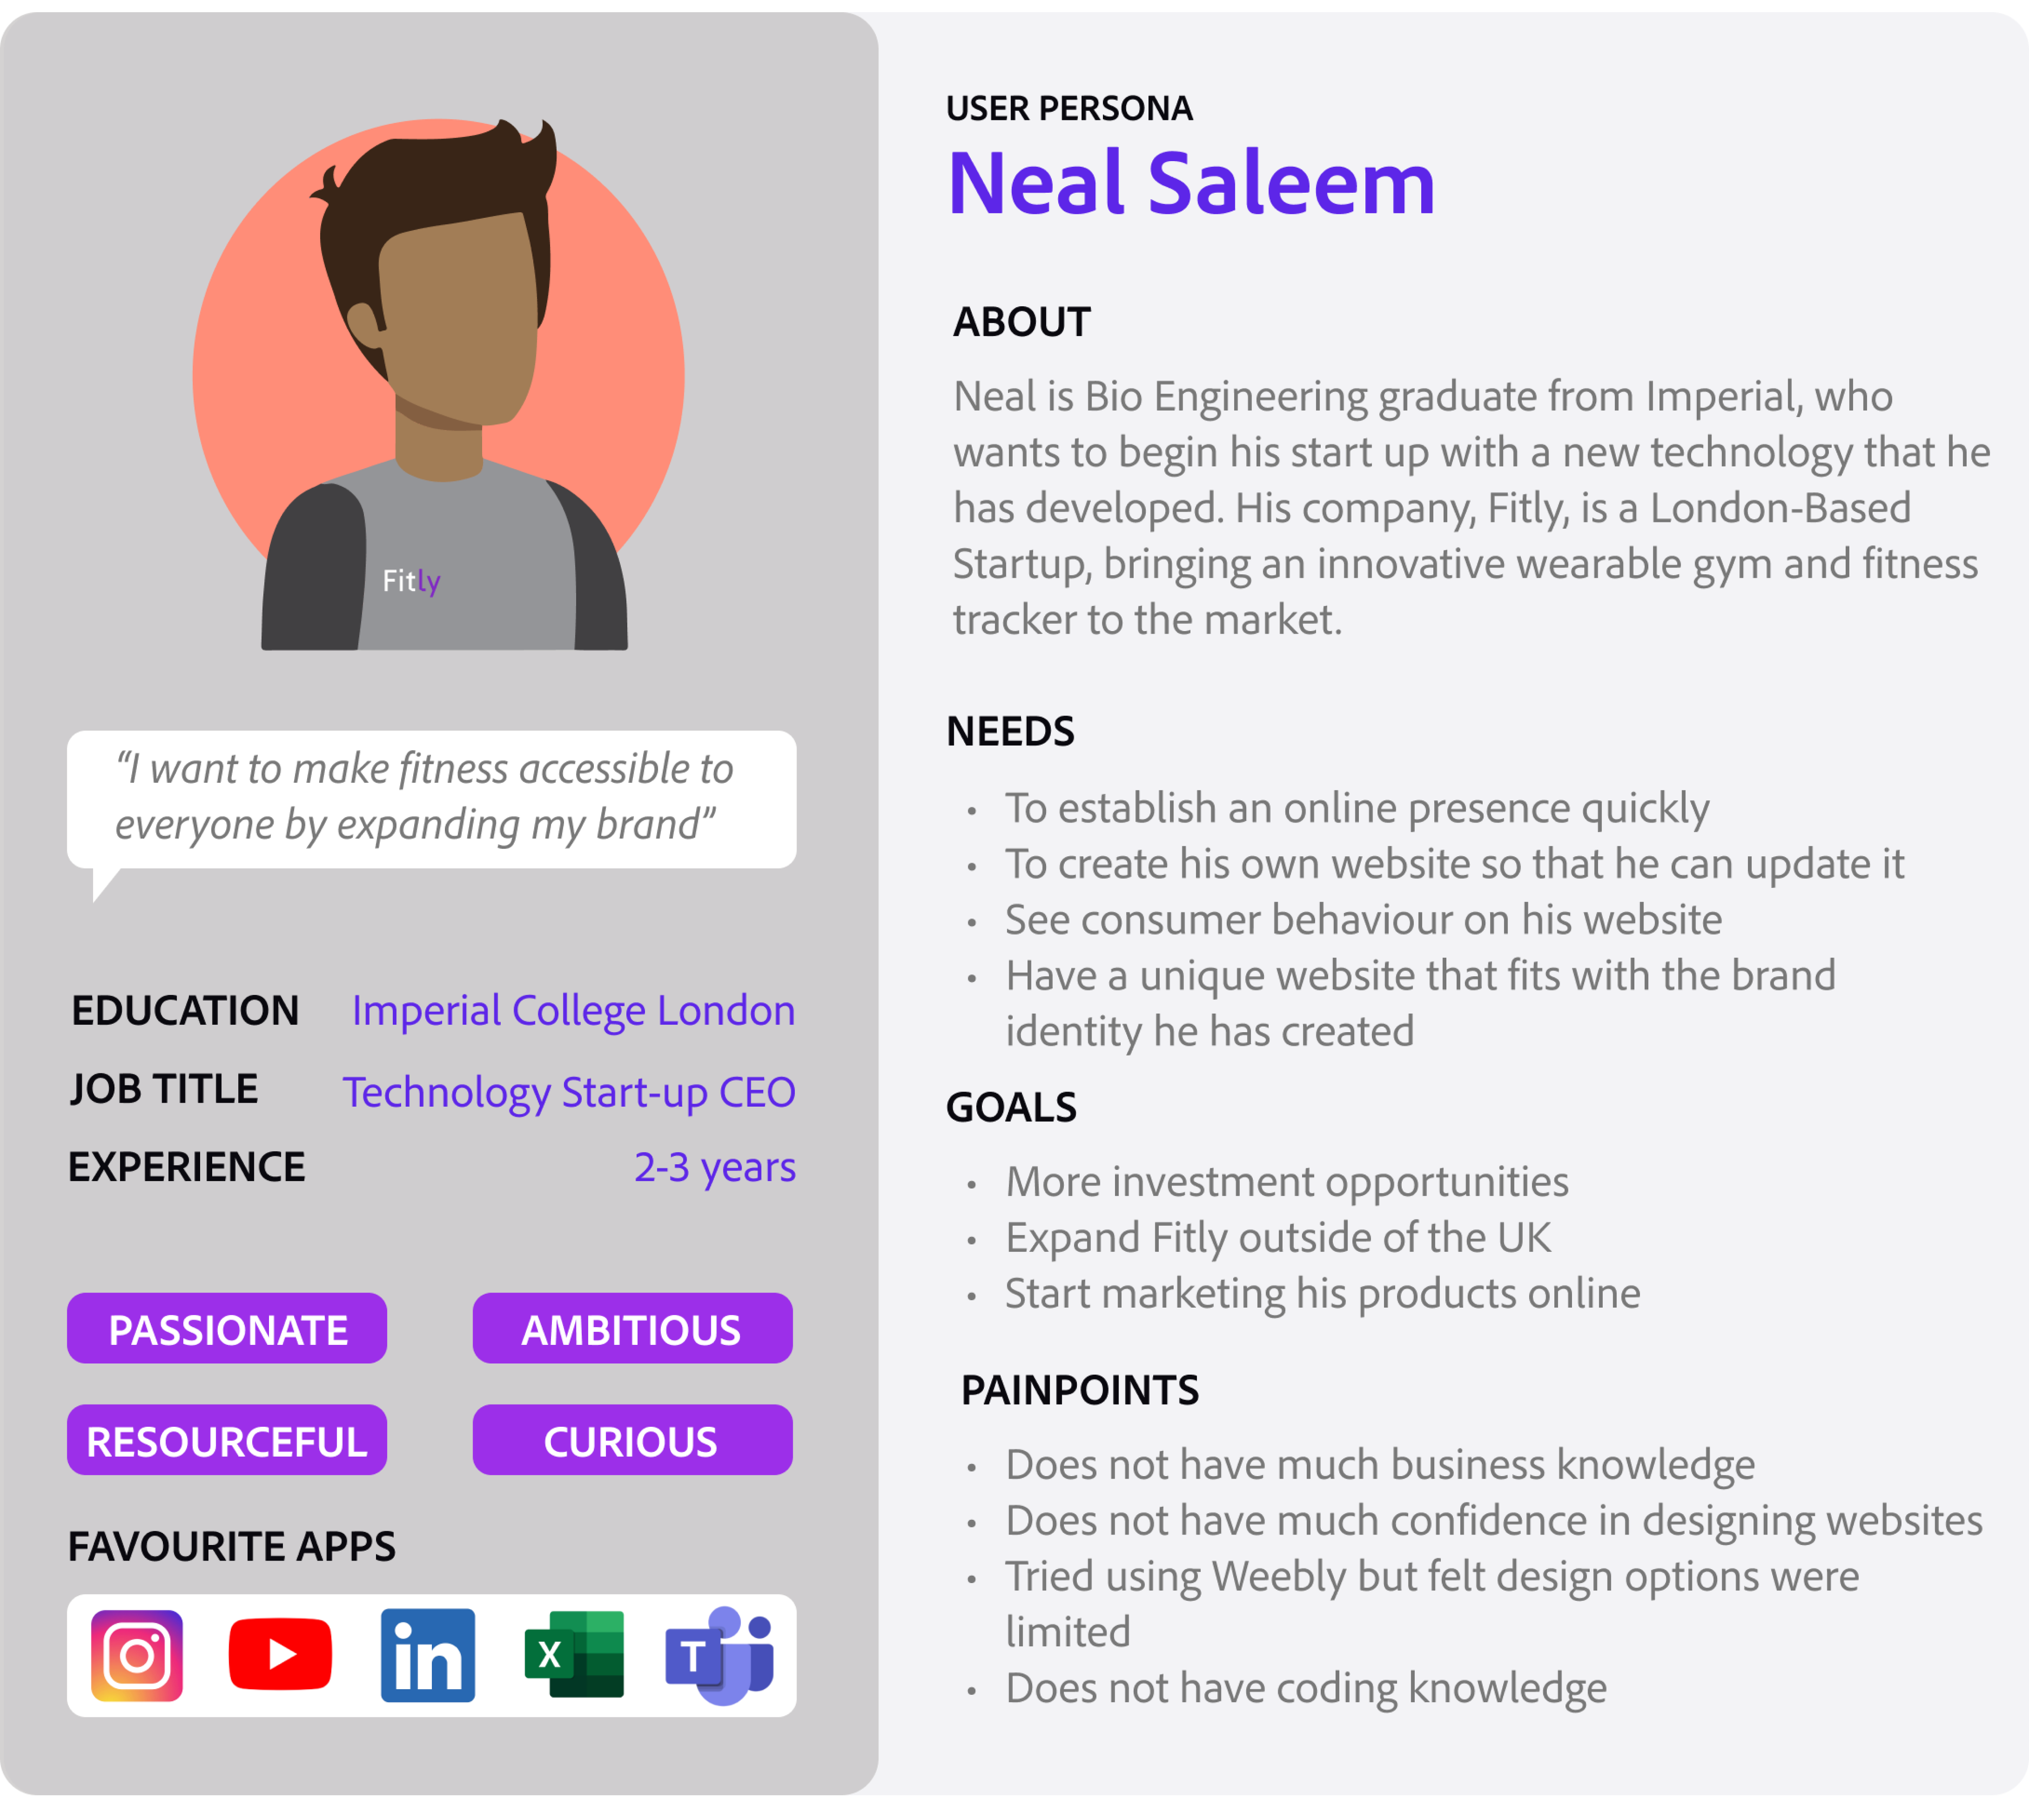 Fitly
“I want to make fitness accessible to
everyone by expanding my brand”
EDUCATION Imperial College London
JOB TITLE Technology Start-up CEO
EXPERIENCE 2-3 years
PASSIONATE AMBITIOUS
RESOURCEFUL CURIOUS
FAVOURITE APPS
in X T
USER PERSONA
Neal Saleem
ABOUT
Neal is Bio Engineering graduate from Imperial, who
wants to begin his start up with a new technology that he
has developed. His company, Fitly, is a London-Based
Startup, bringing an innovative wearable gym and fitness
tracker to the market.
NEEDS
• To establish an online presence quickly
• To create his own website so that he can update it
• See consumer behaviour on his website
• Have a unique website that fits with the brand
identity he has created
GOALS
• More investment opportunities
• Expand Fitly outside of the UK
• Start marketing his products online
PAINPOINTS
• Does not have much business knowledge
• Does not have much confidence in designing websites
• Tried using Weebly but felt design options were
limited
• Does not have coding knowledge